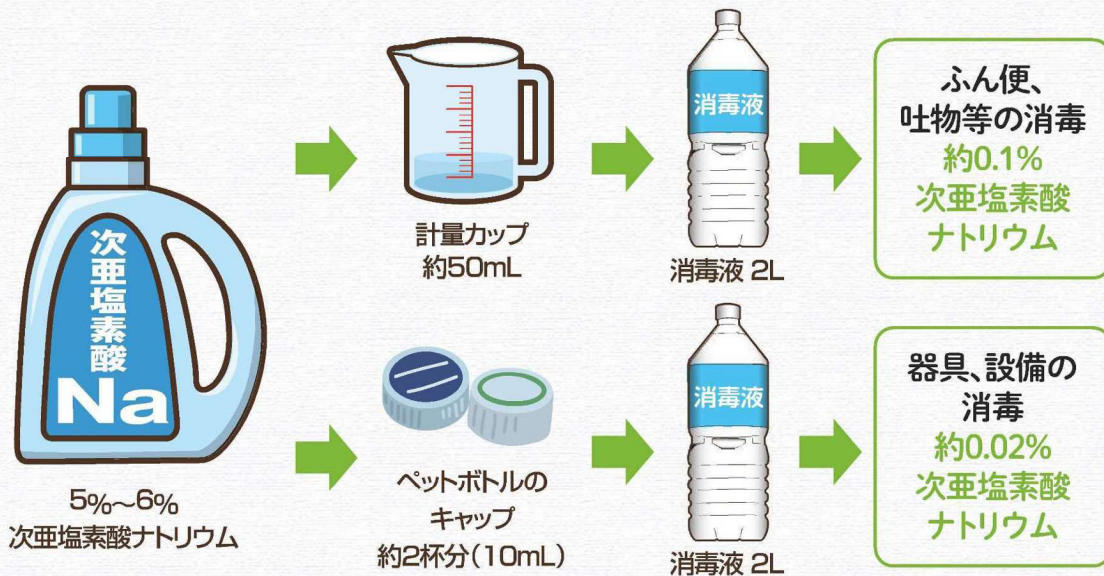 次亜塩素酸
Na
5%〜6%
次亜塩素酸ナトリウム
計量カップ
約50mL
消毒液
消毒液 2L
ふん便、
吐物等の消毒
約0.1%
次亜塩素酸
ナトリウム
ペットボトルの
キャップ
約2杯分(10mL)
消毒液
消毒液 2L
器具、設備の
消毒
約0.02%
次亜塩素酸
ナトリウム